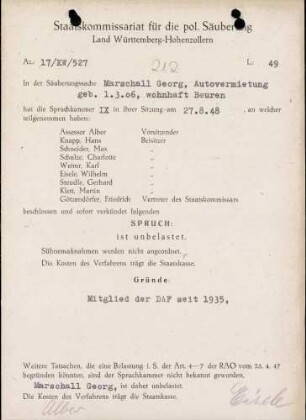 Staatskommissariat für die pol. Säuberung
Land Württemberg-Hohenzollern
Az.: 17/XX/527
212
L: 49
In der Säuberungssache Marschall Georg, Autovermietung
geb. 1.3.06, wohnhaft Beuren
hat die Spruchkammer IX in ihrer Sitzung am 27.8.48, an welcher
teilgenommen haben:
Assessor Alber Vorsitzender
Knapp, Hans Beisitzer
Schneider, Max "
Schulte, Charlotte "
Weiner, Karl "
Eisele, Wilhelm "
Streudle, Gerhard "
Klett, Martin "
Götzendörfer, Friedrich Vertreter des Staatskommissars
beschlossen und sofort verkündet folgenden
SPRUCH:
ist unbelastet.
Sühnemaßnahmen werden nicht angeordnet.
Die Kosten des Verfahrens trägt die Staatskasse.
Gründe:
Mitglied der DAF seit 1935,
Weitere Tatsachen, die eine Belastung i. S. der Art. 4—7 der RAO vom 25. 4. 47
begründen könnten, sind der Spruchkammer nicht bekannt geworden.
Marschall Georg, ist daher unbelastet.
Die Kosten des Verfahrens trägt die Staatskasse.
Alber
Eisele